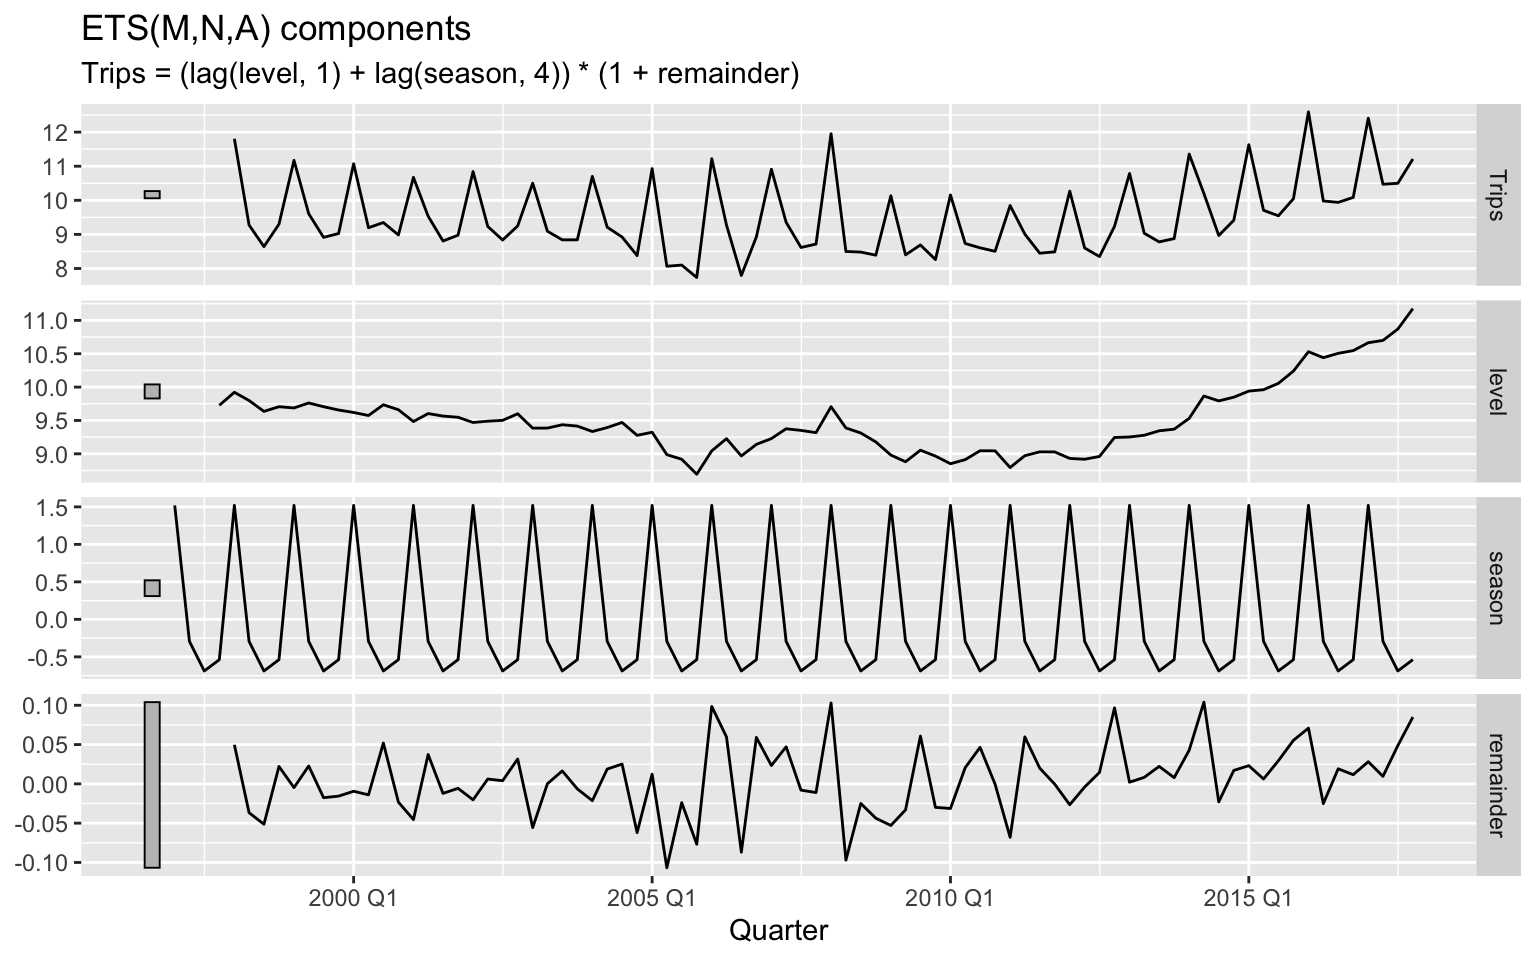 ETS(M,N,A) components
Trips = (lag(level, 1) + lag(season, 4)) * (1 + remainder)
12
11
10
9
8
Trips
11.0
10.5
10.0
9.5
9.0
level
1.5
1.0
0.5
0.0
-0.5
season
0.10
0.05
0.00
-0.05
-0.10
remainder
2000 Q1 2005 Q1 2010 Q1 2015 Q1
Quarter